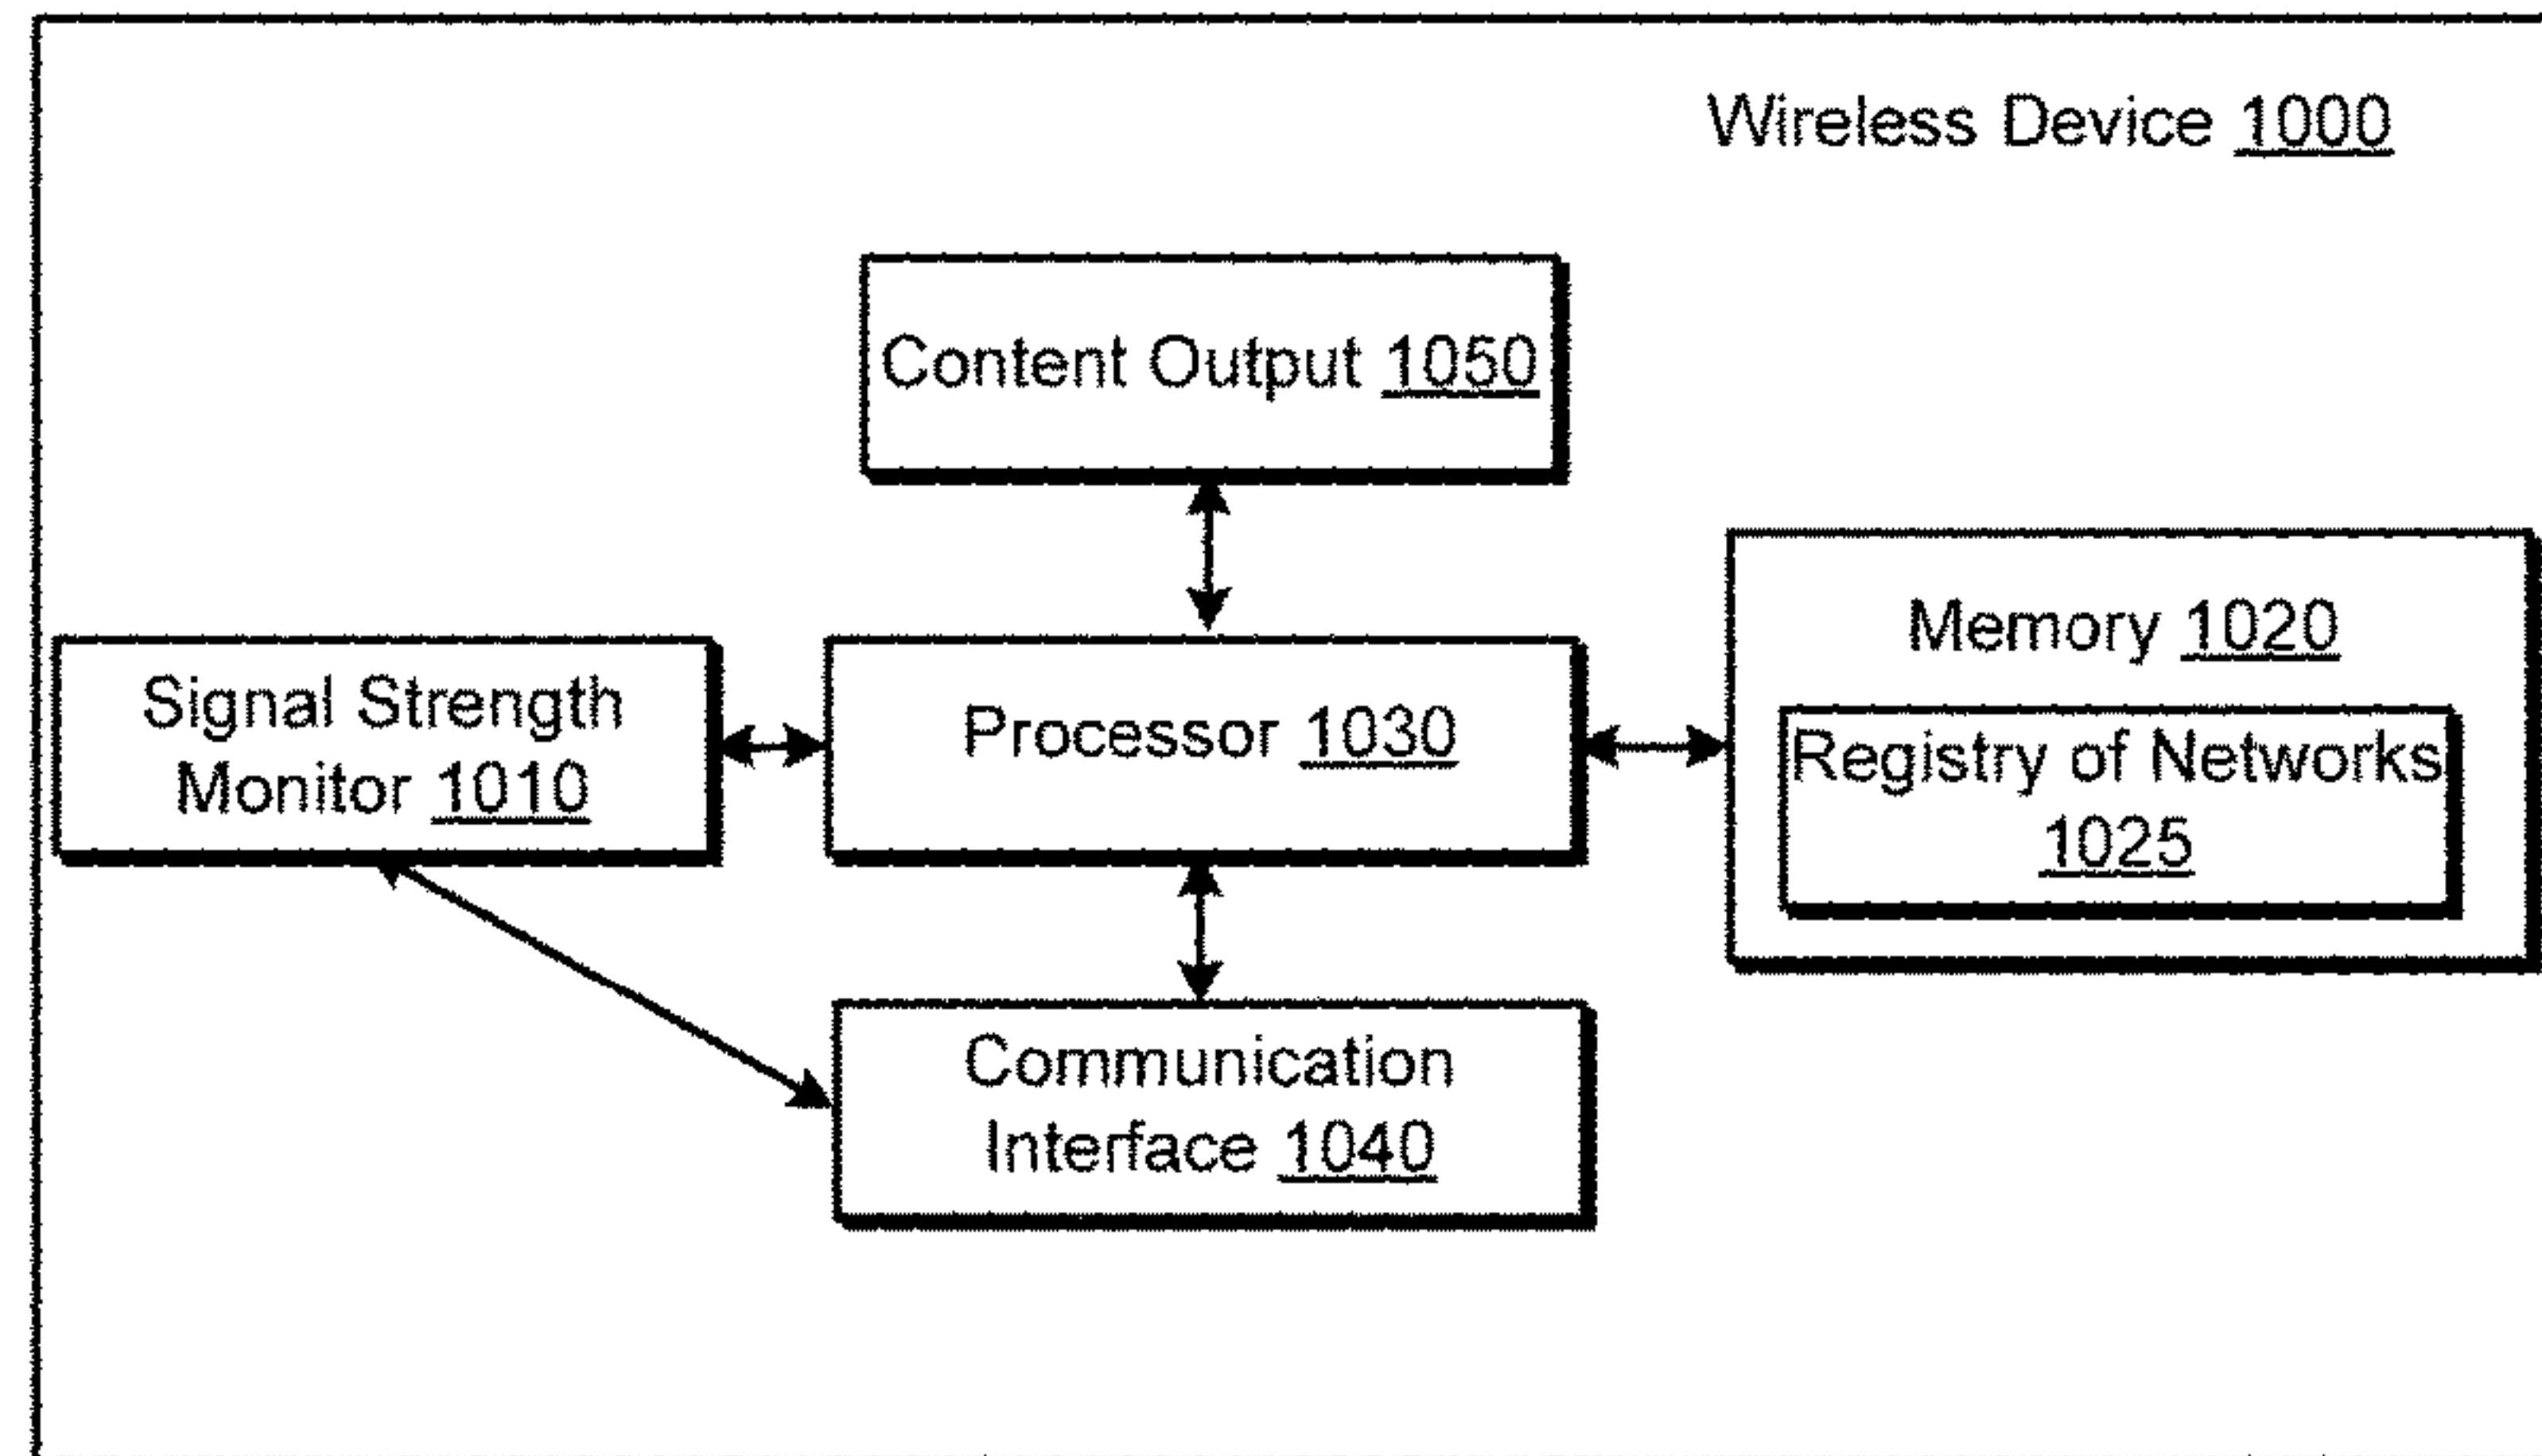 Wireless Device 1000
Content Output 1050
Signal Strength
Monitor 1010
Processor 1030
Memory 1020
Registry of Networks
1025
Communication
Interface 1040